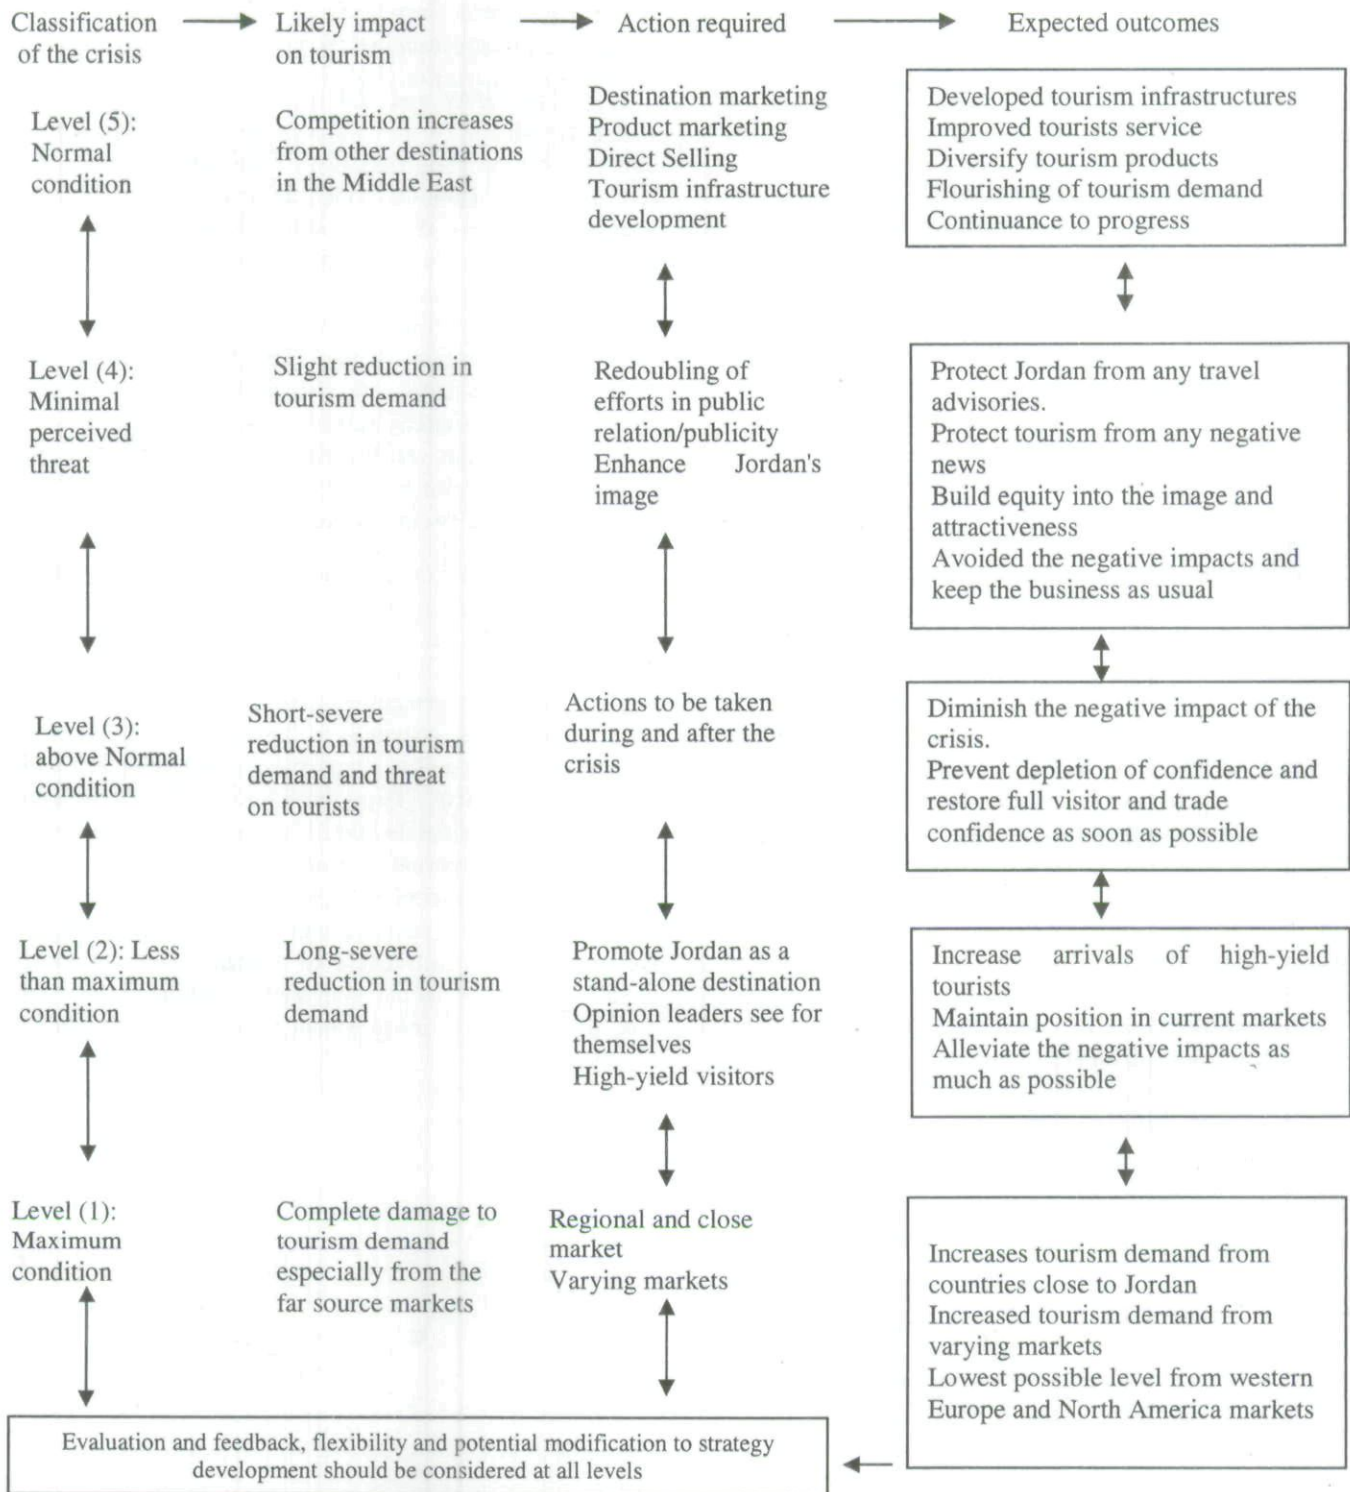 Classification
of the crisis
Likely impact
on tourism
Action required
Expected outcomes
Level (5):
Normal
condition
Competition increases
from other destinations
in the Middle East
Destination marketing
Product marketing
Direct Selling
Tourism infrastructure
development
Developed tourism infrastructures
Improved tourists service
Diversify tourism products
Flourishing of tourism demand
Continuance to progress
Level (4):
Minimal
perceived
threat
Slight reduction in
tourism demand
Redoubling of
efforts in public
relation/publicity
Enhance Jordan's
image
Protect Jordan from any travel
advisories.
Protect tourism from any negative
news
Build equity into the image and
attractiveness
Avoided the negative impacts and
keep the business as usual
Level (3):
above Normal
condition
Short-severe
reduction in tourism
demand and threat
on tourists
Actions to be taken
during and after the
crisis
Diminish the negative impact of the
crisis.
Prevent depletion of confidence and
restore full visitor and trade
confidence as soon as possible
Level (2): Less
than maximum
condition
Long-severe
reduction in tourism
demand
Promote Jordan as a
stand-alone destination
Opinion leaders see for
themselves
High-yield visitors
Increase arrivals of high-yield
tourists
Maintain position in current markets
Alleviate the negative impacts as
much as possible
Level (1):
Maximum
condition
Complete damage to
tourism demand
especially from the
far source markets
Regional and close
market
Varying markets
Increases tourism demand from
countries close to Jordan
Increased tourism demand from
varying markets
Lowest possible level from western
Europe and North America markets
Evaluation and feedback, flexibility and potential modification to strategy
development should be considered at all levels